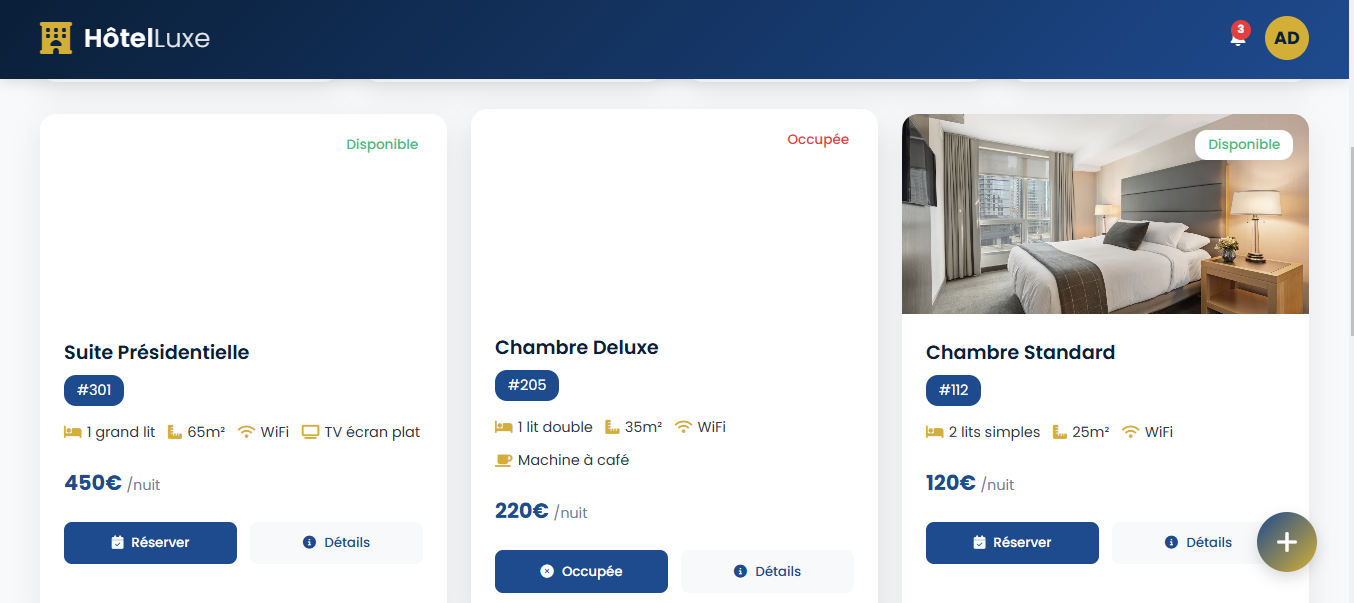 HôtelLuxe
3
AD
Disponible
Suite Présidentielle
#301
1 grand lit 65m² WiFi TV écran plat
450€ /nuit
Réserver Détails
Occupée
Chambre Deluxe
#205
1 lit double 35m² WiFi
Machine à café
220€ /nuit
Occupée Détails
Disponible
Chambre Standard
#112
2 lits simples 25m² WiFi
120€ /nuit
Réserver Détails